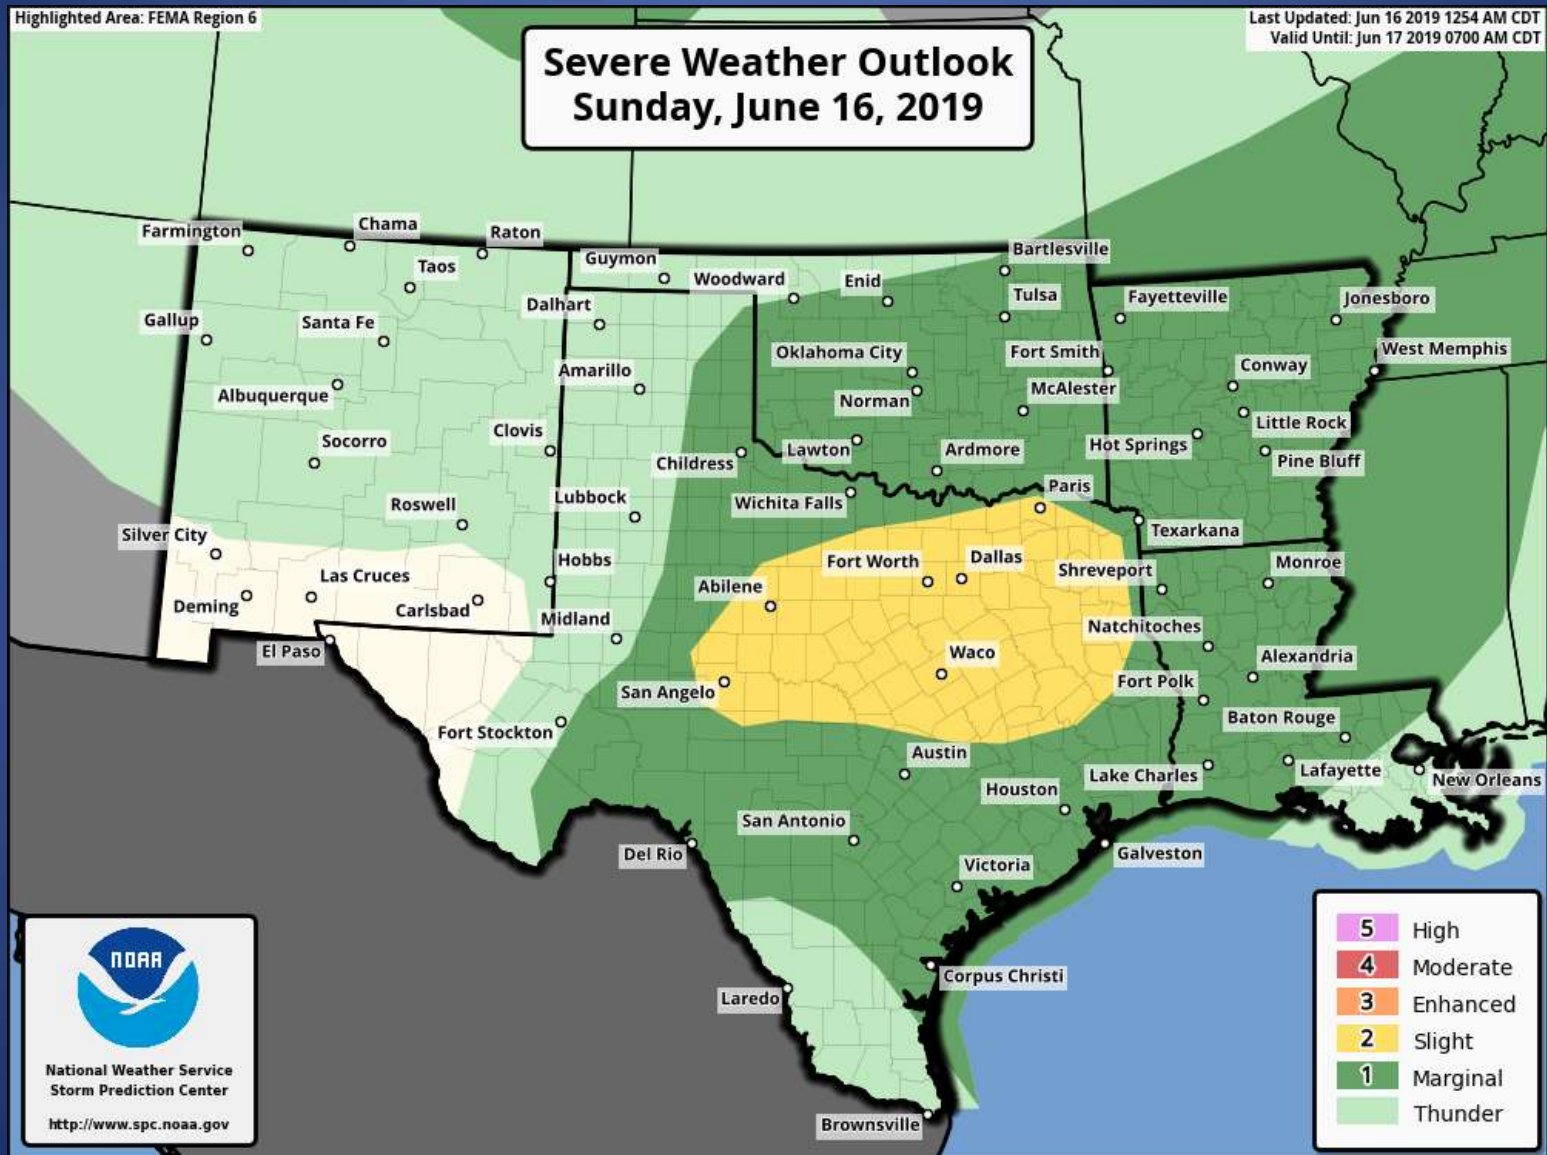 Highlighted Area: FEMA Region 6
Last Updated: Jun 16 2019 1254 AM CDT
Valid Until: Jun 17 2019 0700 AM CDT
Severe Weather Outlook
Sunday, June 16, 2019
Farmington
Chama
Raton
Taos
Guymon
Woodward
Enid
Bartlesville
Tulsa
Fayetteville
Jonesboro
Dalhart
Gallup
Santa Fe
Oklahoma City
Fort Smith
West Memphis
Amarillo
Conway
Albuquerque
Norman
McAlester
Little Rock
Socorro
Clovis
Childress
Lawton
Ardmore
Hot Springs
Pine Bluff
Roswell
Lubbock
Wichita Falls
Paris
Texarkana
Silver City
Las Cruces
Hobbs
Fort Worth
Dallas
Shreveport
Monroe
Deming
Carlsbad
Abilene
Midland
Natchitoches
El Paso
Waco
Alexandria
San Angelo
Fort Polk
Fort Stockton
Baton Rouge
Austin
Lake Charles
Lafayette
New Orleans
Houston
San Antonio
Del Rio
Galveston
Victoria
Corpus Christi
Laredo
Brownsville
NOAA
National Weather Service
Storm Prediction Center
http://www.spc.noaa.gov
5 High
4 Moderate
3 Enhanced
2 Slight
1 Marginal
Thunder